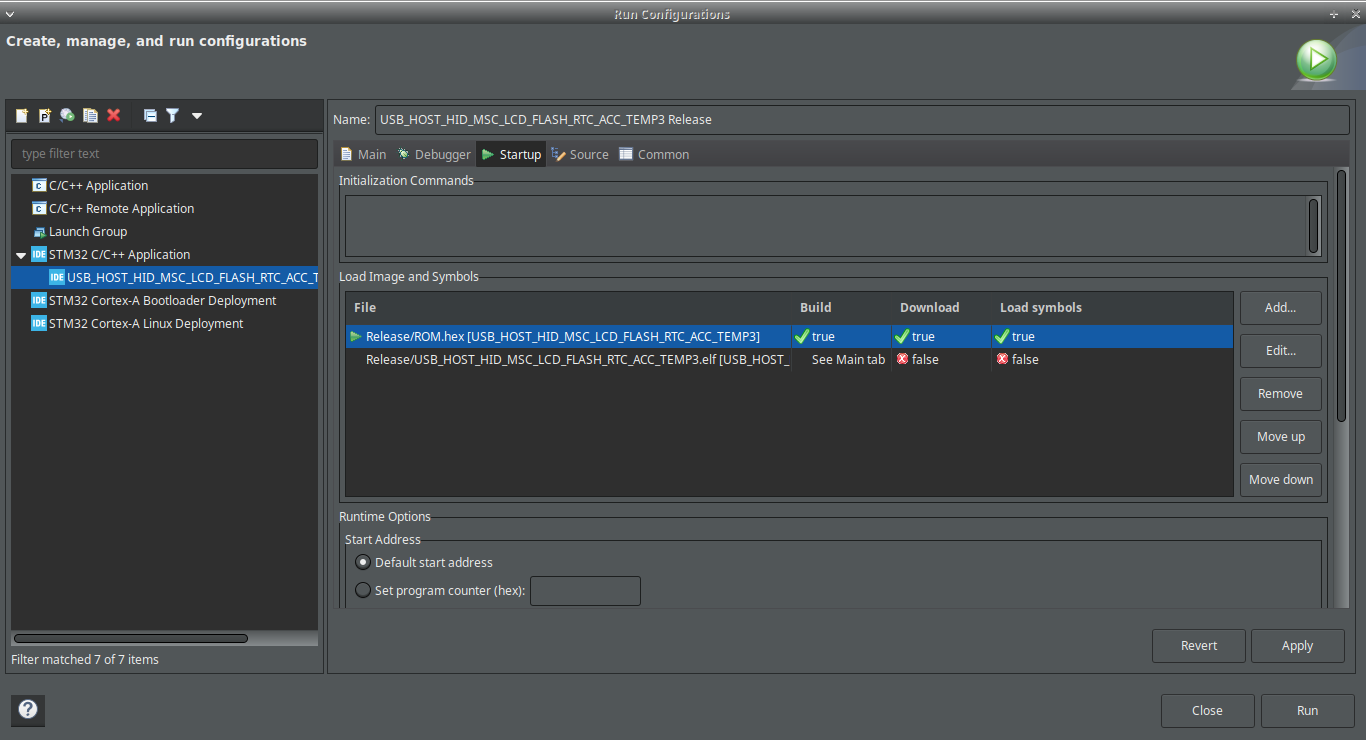 Run Configurations
Create, manage, and run configurations
type filter text
C/C++ Application
C/C++ Remote Application
Launch Group
IDE STM32 C/C++ Application
IDE USB_HOST_HID_MSC_LCD_FLASH_RTC_ACC_T
IDE STM32 Cortex-A Bootloader Deployment
IDE STM32 Cortex-A Linux Deployment
Filter matched 7 of 7 items
Name: USB_HOST_HID_MSC_LCD_FLASH_RTC_ACC_TEMP3 Release
Main Debugger Startup Source Common
Initialization Commands
Load Image and Symbols
File Build Download Load symbols
Release/ROM.hex [USB_HOST_HID_MSC_LCD_FLASH_RTC_ACC_TEMP3] true true true
Release/USB_HOST_HID_MSC_LCD_FLASH_RTC_ACC_TEMP3.elf [USB_HOST_ See Main tab false false
Add...
Edit...
Remove
Move up
Move down
Runtime Options
Start Address
Default start address
Set program counter (hex):
Revert Apply
? Close Run